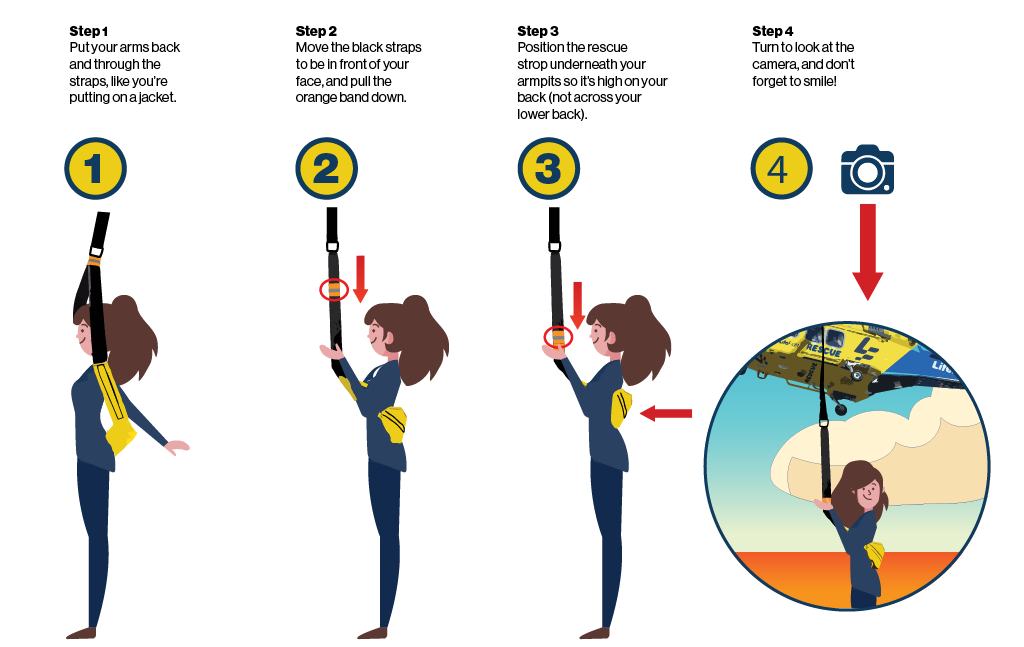 Step 1
Put your arms back
and through the
straps, like you're
putting on a jacket.
Step 2
Move the black straps
to be in front of your
face, and pull the
orange band down.
Step 3
Position the rescue
strop underneath your
armpits so it's high on your
back (not across your
lower back).
Step 4
Turn to look at the
camera, and don't
forget to smile!
1
2
3
4
RESCUE